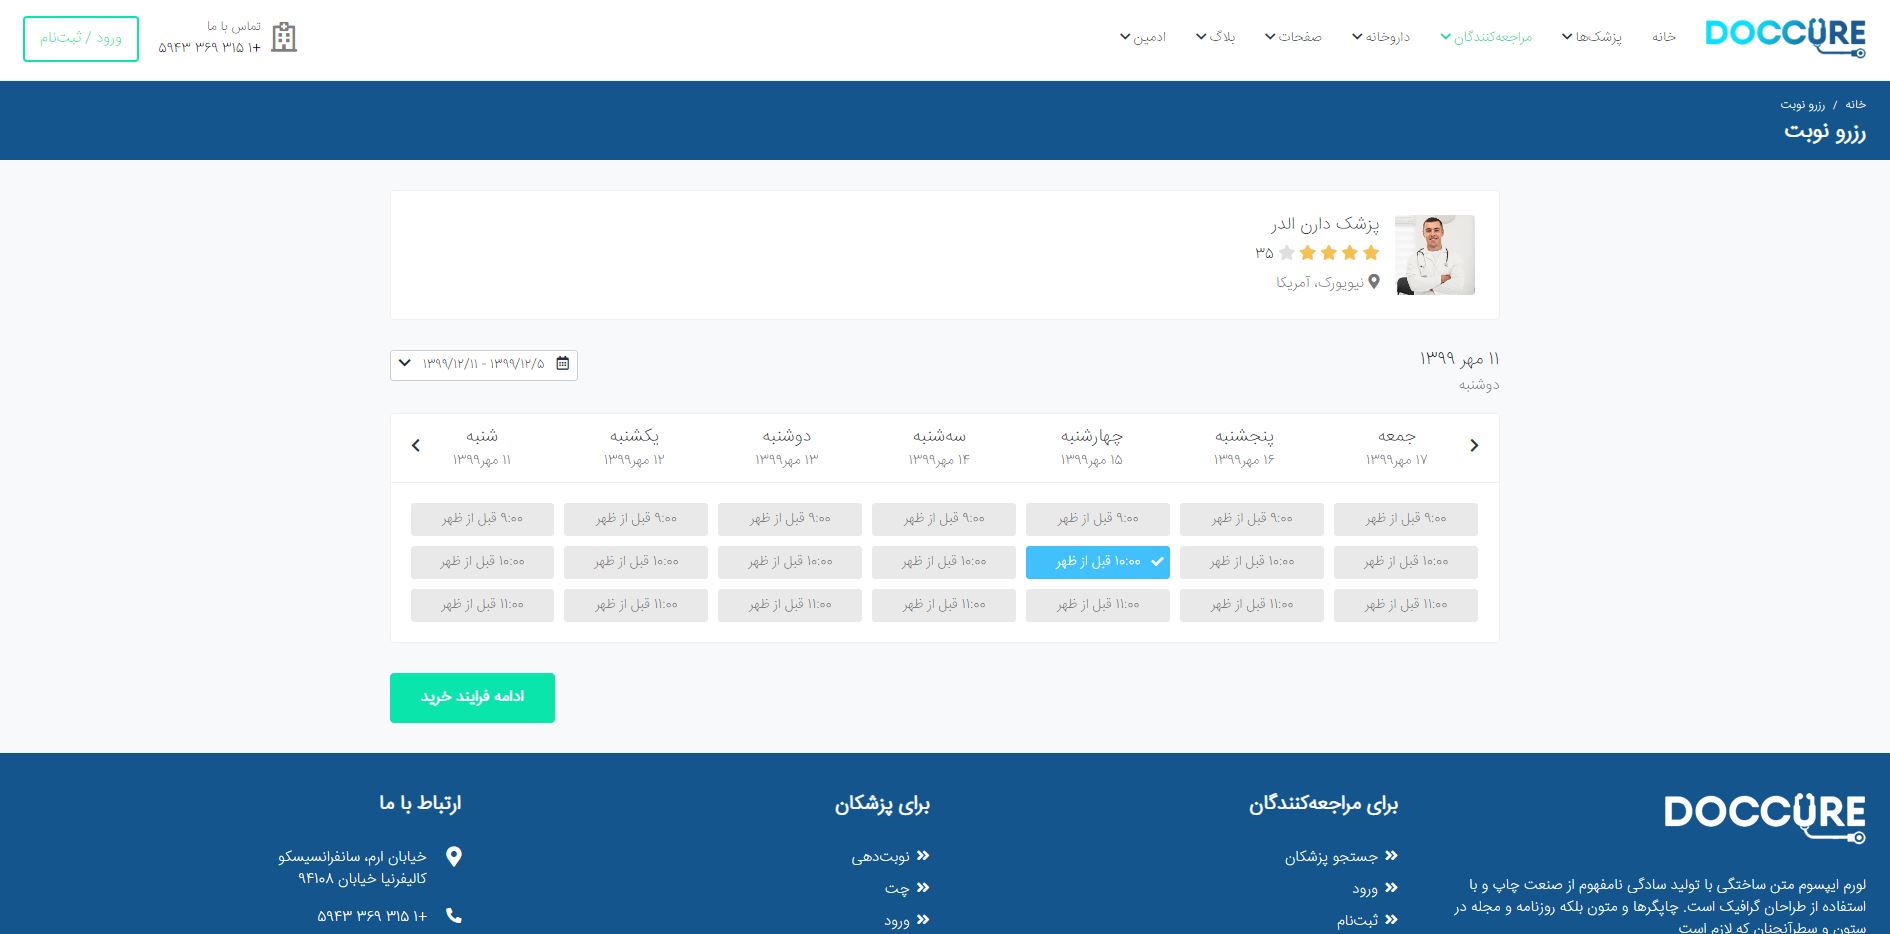 DOCCURE
خانه
پزشک‌ها
مراجعه‌کنندگان
داروخانه
صفحات
بلاگ
ادمین
تماس با ما
+۱ ۳۱۵ ۳۶۹ ۵۹۴۳
ورود / ثبت‌نام
خانه / رزرو نوبت
رزرو نوبت
پزشک دارن الدر
۳۵
نیویورک، آمریکا
۱۱ مهر ۱۳۹۹
دوشنبه
۱۳۹۹/۱۲/۵ - ۱۳۹۹/۱۲/۱۱
جمعه پنجشنبه چهارشنبه سه‌شنبه دوشنبه یکشنبه شنبه
۱۷ مهر۱۳۹۹ ۱۶ مهر۱۳۹۹ ۱۵ مهر۱۳۹۹ ۱۴ مهر۱۳۹۹ ۱۳ مهر۱۳۹۹ ۱۲ مهر۱۳۹۹ ۱۱ مهر۱۳۹۹
۹:۰۰ قبل از ظهر ۹:۰۰ قبل از ظهر ۹:۰۰ قبل از ظهر ۹:۰۰ قبل از ظهر ۹:۰۰ قبل از ظهر ۹:۰۰ قبل از ظهر ۹:۰۰ قبل از ظهر
۱۰:۰۰ قبل از ظهر ۱۰:۰۰ قبل از ظهر ۱۰:۰۰ قبل از ظهر ۱۰:۰۰ قبل از ظهر ۱۰:۰۰ قبل از ظهر ۱۰:۰۰ قبل از ظهر ۱۰:۰۰ قبل از ظهر
۱۱:۰۰ قبل از ظهر ۱۱:۰۰ قبل از ظهر ۱۱:۰۰ قبل از ظهر ۱۱:۰۰ قبل از ظهر ۱۱:۰۰ قبل از ظهر ۱۱:۰۰ قبل از ظهر ۱۱:۰۰ قبل از ظهر
ادامه فرایند خرید
DOCCURE
لورم ایپسوم متن ساختگی با تولید سادگی نامفهوم از صنعت چاپ و با
استفاده از طراحان گرافیک است. چاپگرها و متون بلکه روزنامه و مجله در
ستون و سطرآنچنان که لازم است
برای مراجعه‌کنندگان
جستجو پزشکان
ورود
ثبت‌نام
برای پزشکان
نوبت‌دهی
چت
ورود
ارتباط با ما
خیابان ارم، سانفرانسیسکو
کالیفرنیا خیابان ۹۴۱۰۸
+۱ ۳۱۵ ۳۶۹ ۵۹۴۳